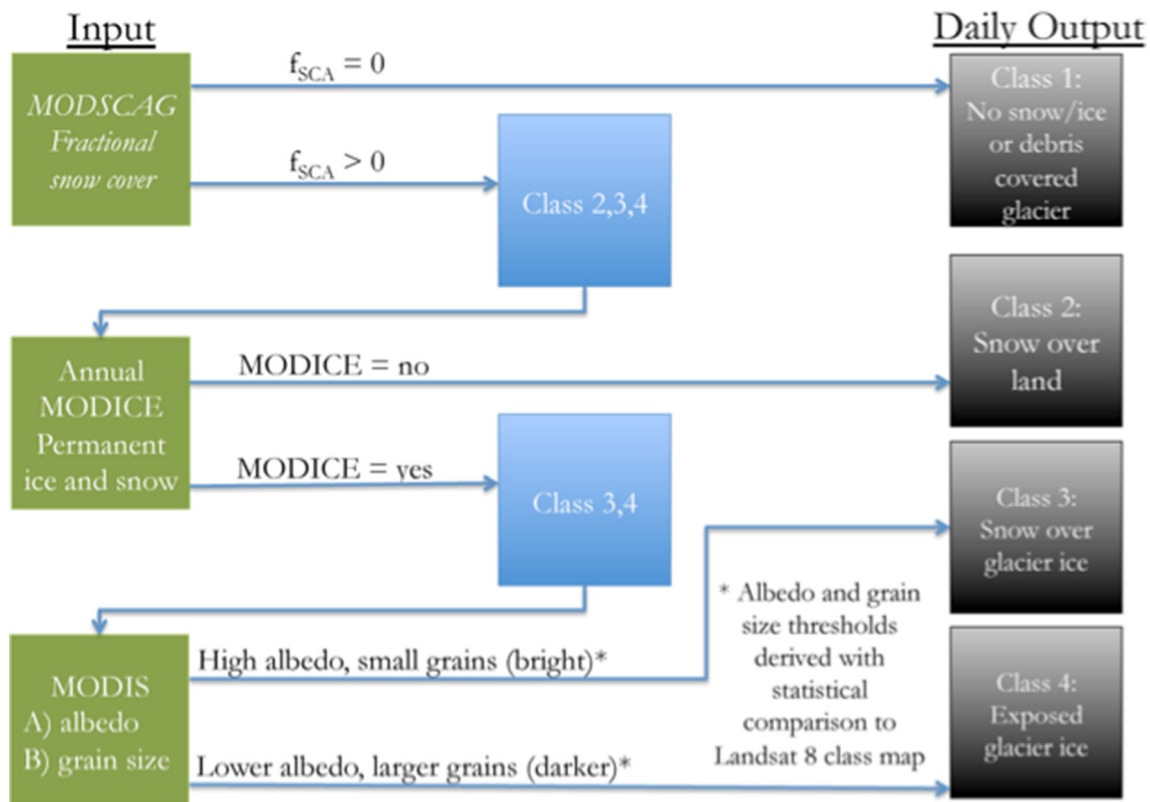 Input
Daily Output
MODSCAG
Fractional
snow cover
f_SCA = 0
f_SCA > 0
Class 2,3,4
Class 1:
No snow/ice
or debris
covered
glacier
Annual
MODICE
Permanent
ice and snow
MODICE = no
MODICE = yes
Class 2:
Snow over
land
Class 3,4
Class 3:
Snow over
glacier ice
MODIS
A) albedo
B) grain size
High albedo, small grains (bright)*
Lower albedo, larger grains (darker)*
* Albedo and grain
size thresholds
derived with
statistical
comparison to
Landsat 8 class map
Class 4:
Exposed
glacier ice